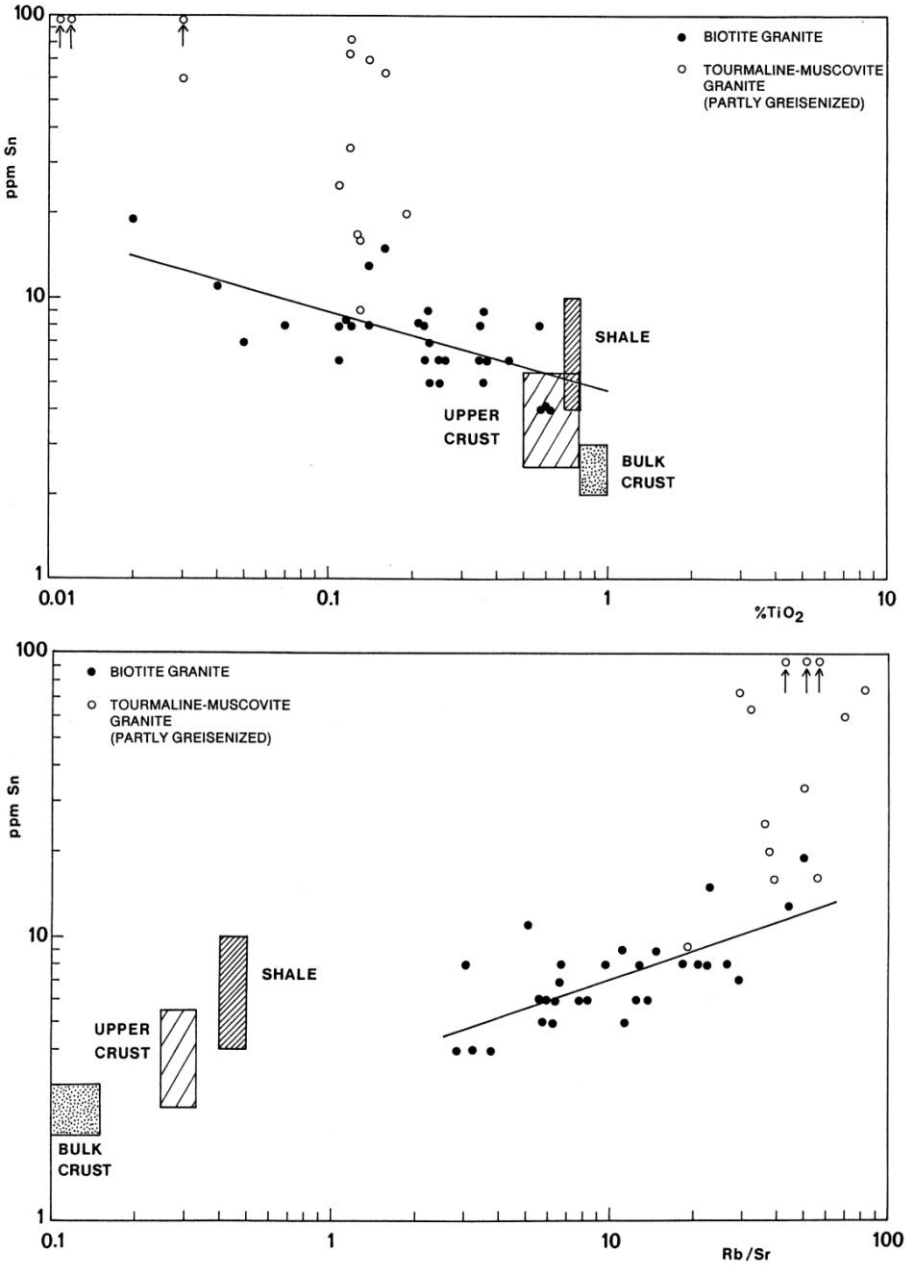 100
BIOTITE GRANITE
TOURMALINE-MUSCOVITE
GRANITE
(PARTLY GREISENIZED)
ppm Sn
10
SHALE
UPPER
CRUST
BULK
CRUST
1
0.01
0.1
1
10
%TiO2
100
BIOTITE GRANITE
TOURMALINE-MUSCOVITE
GRANITE
(PARTLY GREISENIZED)
ppm Sn
10
SHALE
UPPER
CRUST
BULK
CRUST
1
0.1
1
10
100
Rb/Sr